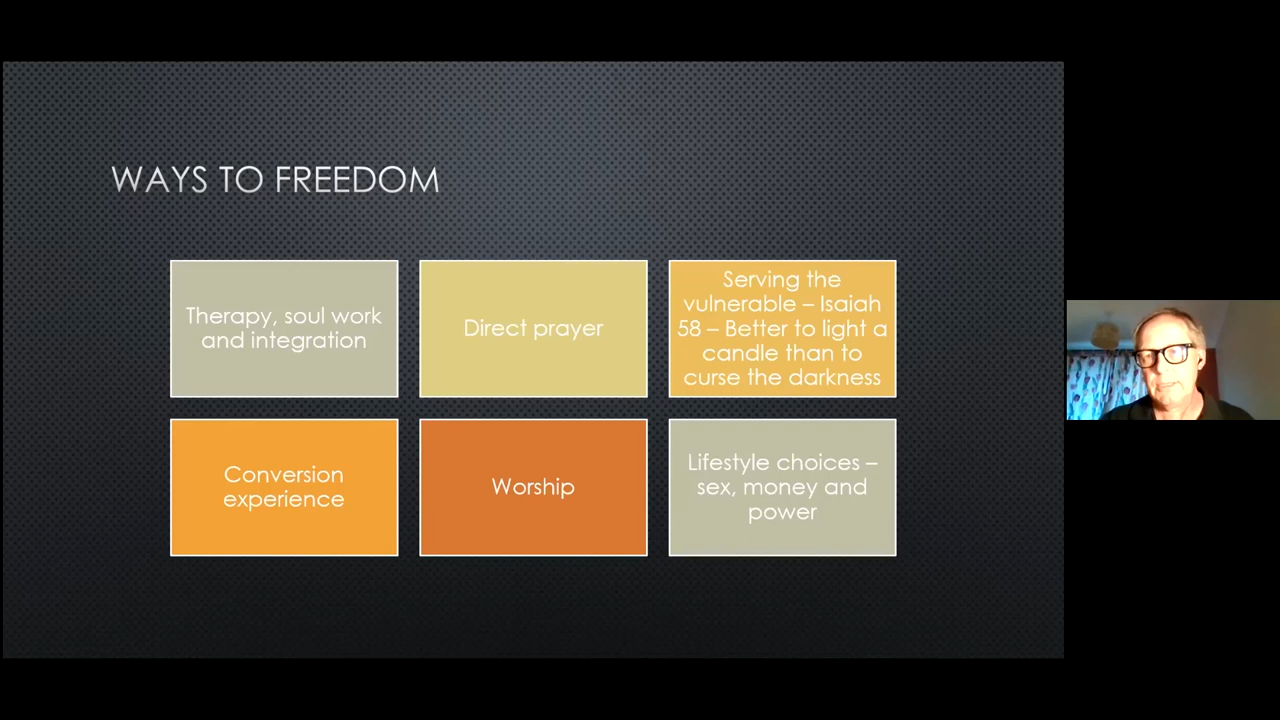 WAYS TO FREEDOM
Therapy, soul work
and integration
Direct prayer
Serving the
vulnerable – Isaiah
58 – Better to light a
candle than to
curse the darkness
Conversion
experience
Worship
Lifestyle choices –
sex, money and
power